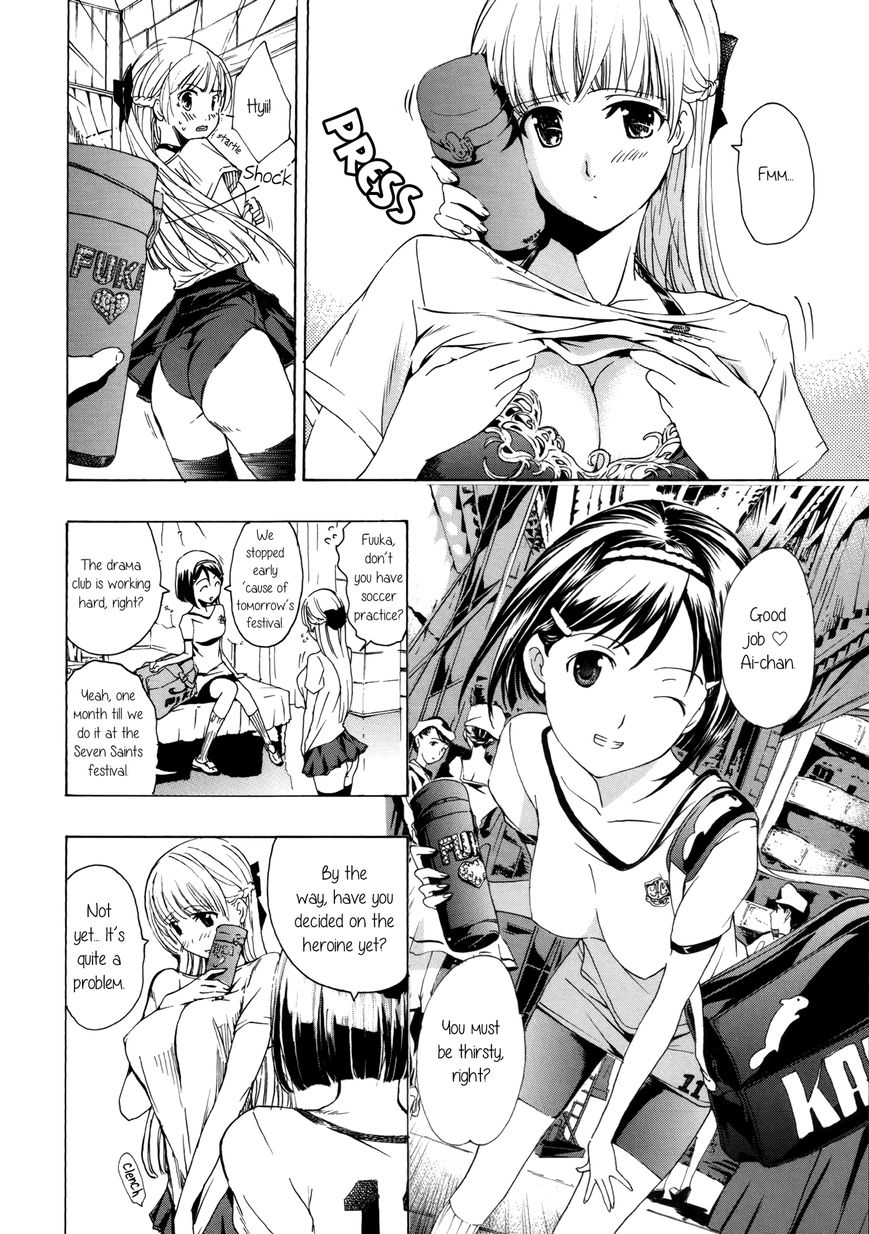 Fmm...
PRESS
Hyii!
startle
Shock
FUKA
Good
job ♡
Ai-chan.
You must
be thirsty,
right?
FU
11
KA
Fuuka,
don't
you have
soccer
practice?
We
stopped
early
'cause of
tomorrow's
festival.
The drama
club is working
hard, right?
Yeah, one
month till we
do it at the
Seven Saints
festival.
By the
way, have you
decided on the
heroine yet?
Not
yet... It's
quite a
problem.
clench
1